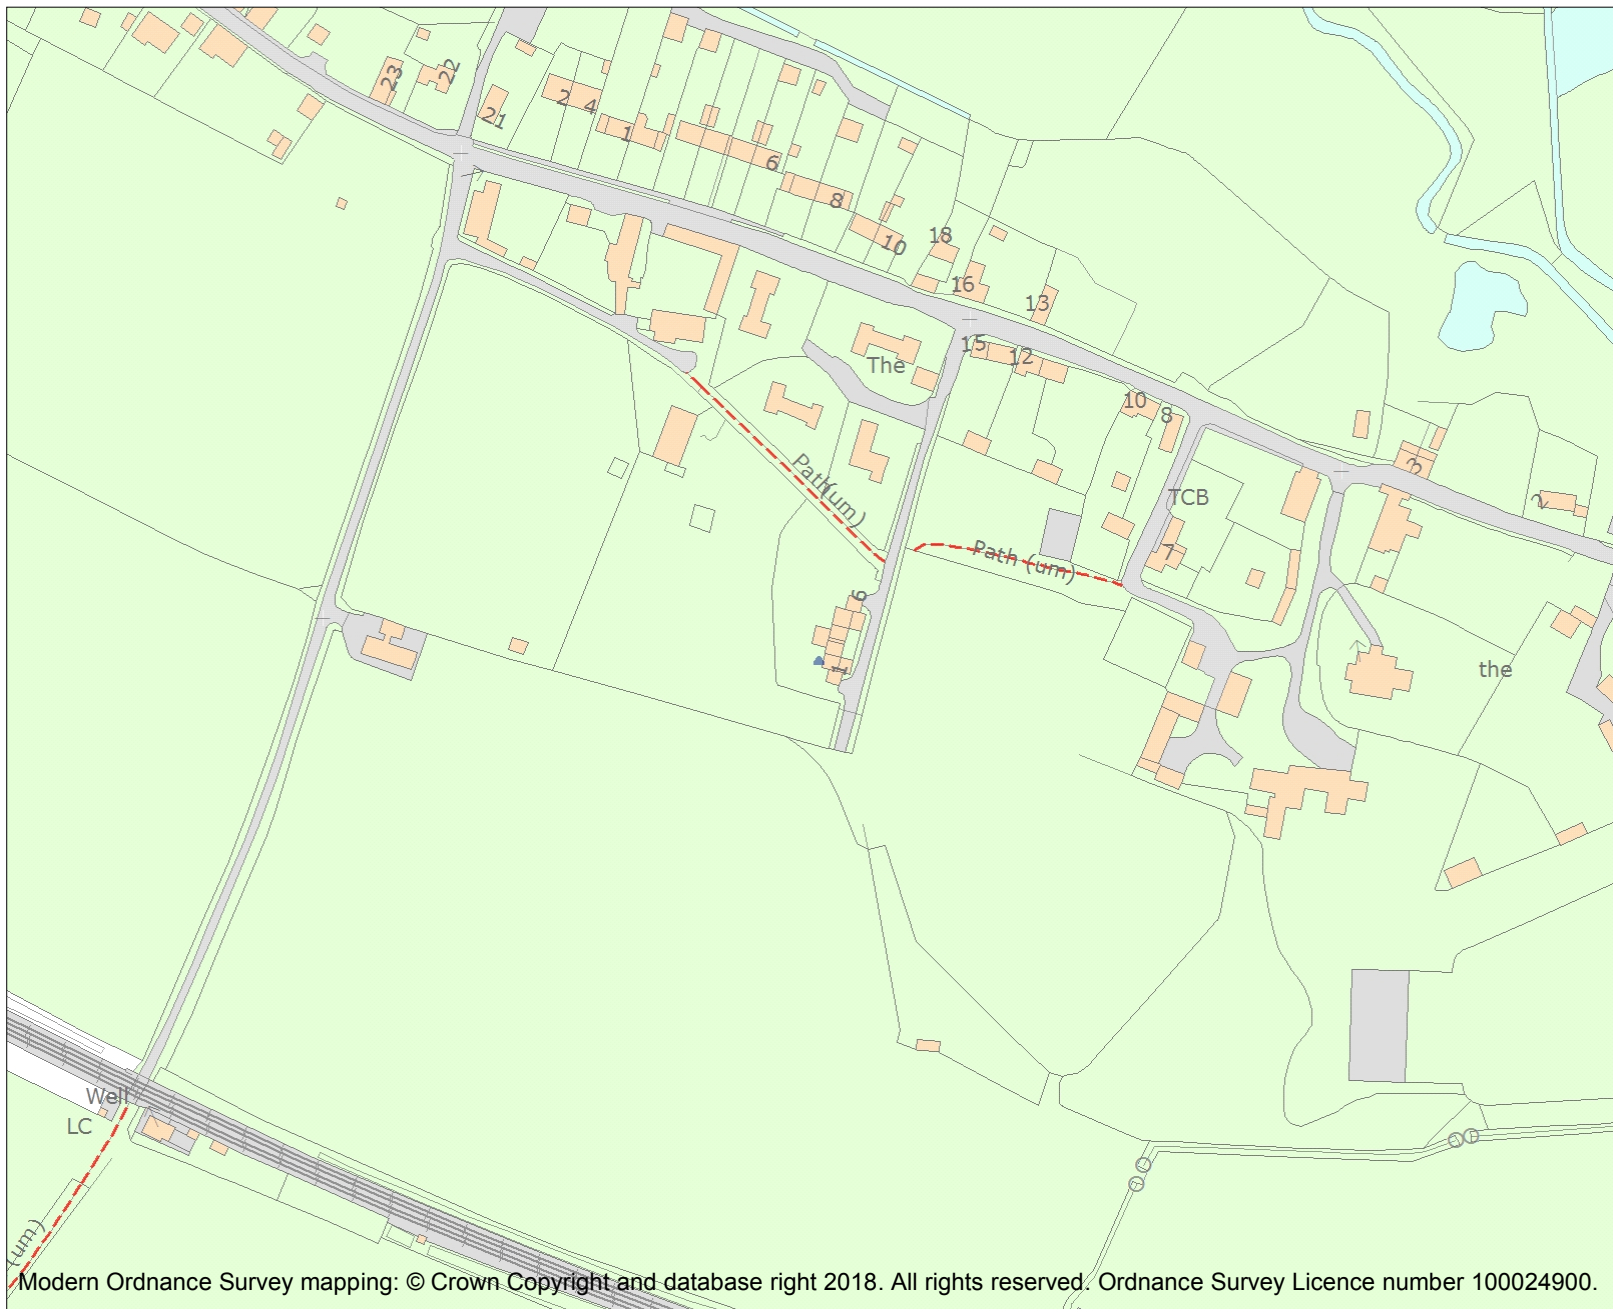 23
22
21
2
4
1
6
8
10
18
16
13
15
12
The
10
8
3
2
Path(um)
TCB
7
Path (um)
6
1
the
Well
LC
(um)
Modern Ordnance Survey mapping: © Crown Copyright and database right 2018. All rights reserved. Ordnance Survey Licence number 100024900.